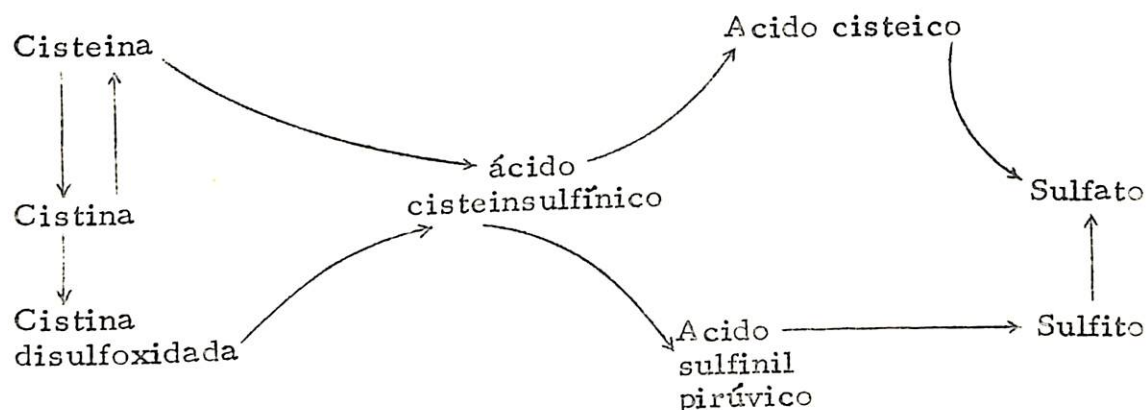 Cisteina
Acido cisteico
ácido
cisteinsulfínico
Sulfato
Cistina
Cistina
disulfoxidada
Acido
sulfinil
pirúvico
Sulfito